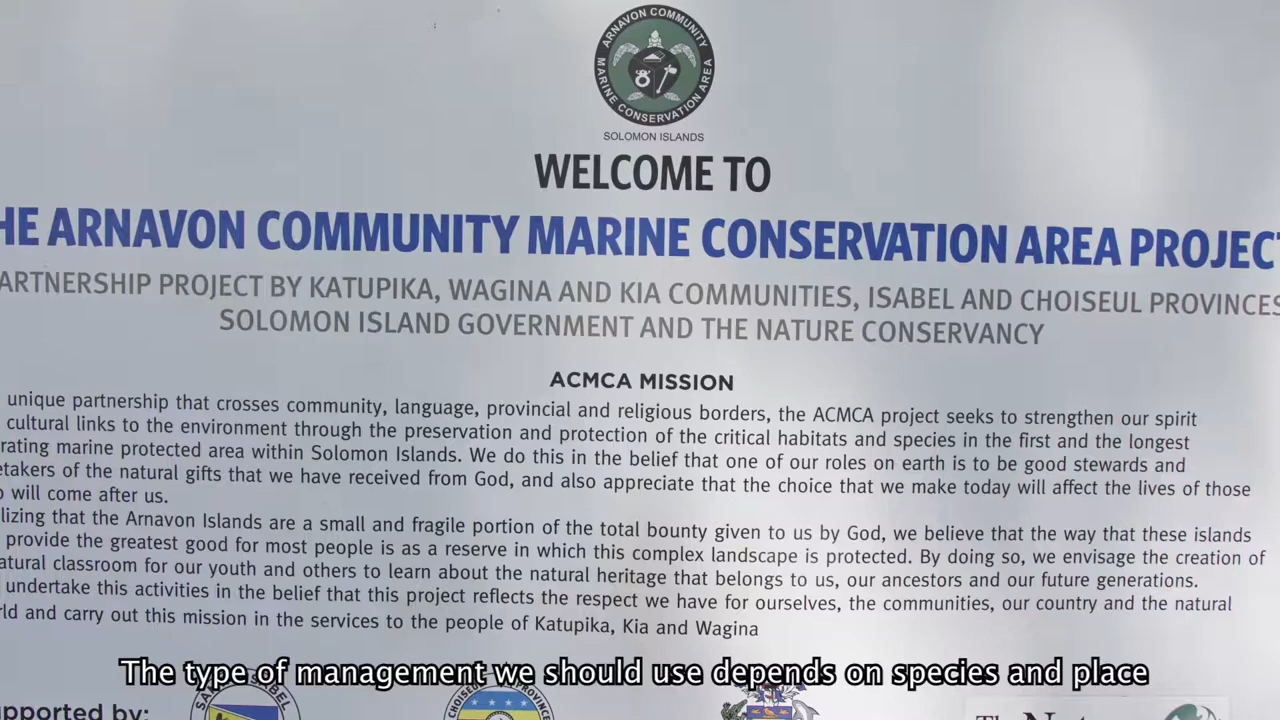 ARNAVON COMMUNITY
MARINE CONSERVATION AREA
SOLOMON ISLANDS
WELCOME TO
HE ARNAVON COMMUNITY MARINE CONSERVATION AREA PROJECT
ARTNERSHIP PROJECT BY KATUPIKA, WAGINA AND KIA COMMUNITIES, ISABEL AND CHOISEUL PROVINCES
SOLOMON ISLAND GOVERNMENT AND THE NATURE CONSERVANCY
ACMCA MISSION
unique partnership that crosses community, language, provincial and religious borders, the ACMCA project seeks to strengthen our spirit
cultural links to the environment through the preservation and protection of the critical habitats and species in the first and the longest
rating marine protected area within Solomon Islands. We do this in the belief that one of our roles on earth is to be good stewards and
etakers of the natural gifts that we have received from God, and also appreciate that the choice that we make today will affect the lives of those
o will come after us.
lizing that the Arnavon Islands are a small and fragile portion of the total bounty given to us by God, we believe that the way that these islands
provide the greatest good for most people is as a reserve in which this complex landscape is protected. By doing so, we envisage the creation of
atural classroom for our youth and others to learn about the natural heritage that belongs to us, our ancestors and our future generations.
undertake this activities in the belief that this project reflects the respect we have for ourselves, the communities, our country and the natural
rld and carry out this mission in the services to the people of Katupika, Kia and Wagina
The type of management we should use depends on species and place
upported by: